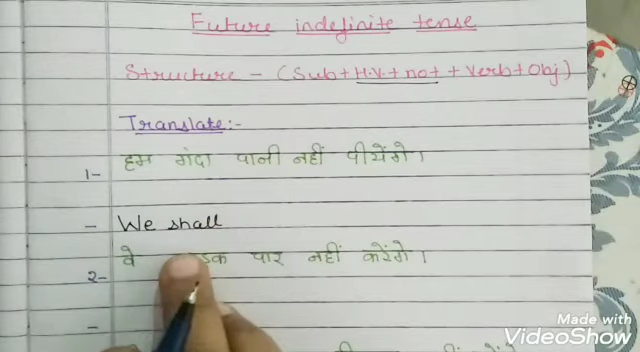 Future indefinite tense
Structure - (Sub + H.V. + not + Verb + Obj)
Translate:-
1- हम गंदा पानी नहीं पीयेंगे।
- We shall
2- वे पार नहीं करेंगे।
-
Made with
VideoShow